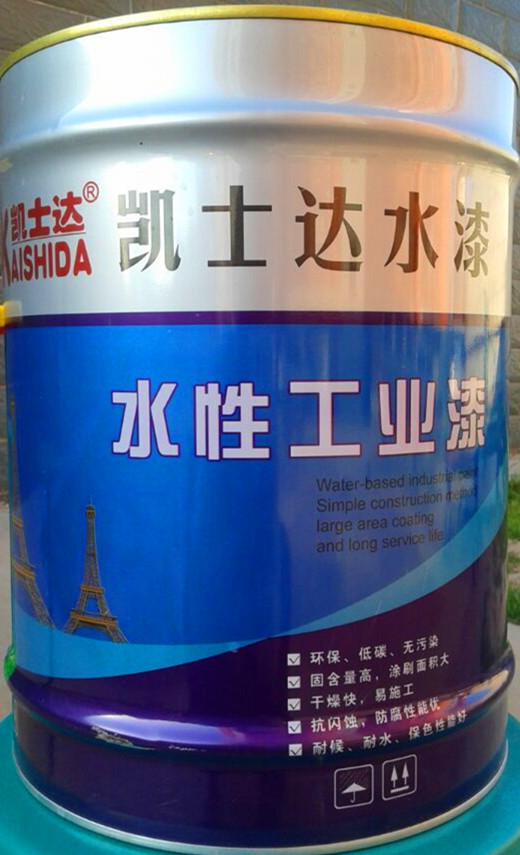 凯士达®
KAISHIDA
凯士达水漆
水性工业漆
Water-based industrial paint
Simple construction method
large area coating
and long service life
环保、低碳、无污染
固含量高，涂刷面积大
干燥快，易施工
抗闪蚀，防腐性能优
耐候、耐水、保色性能好